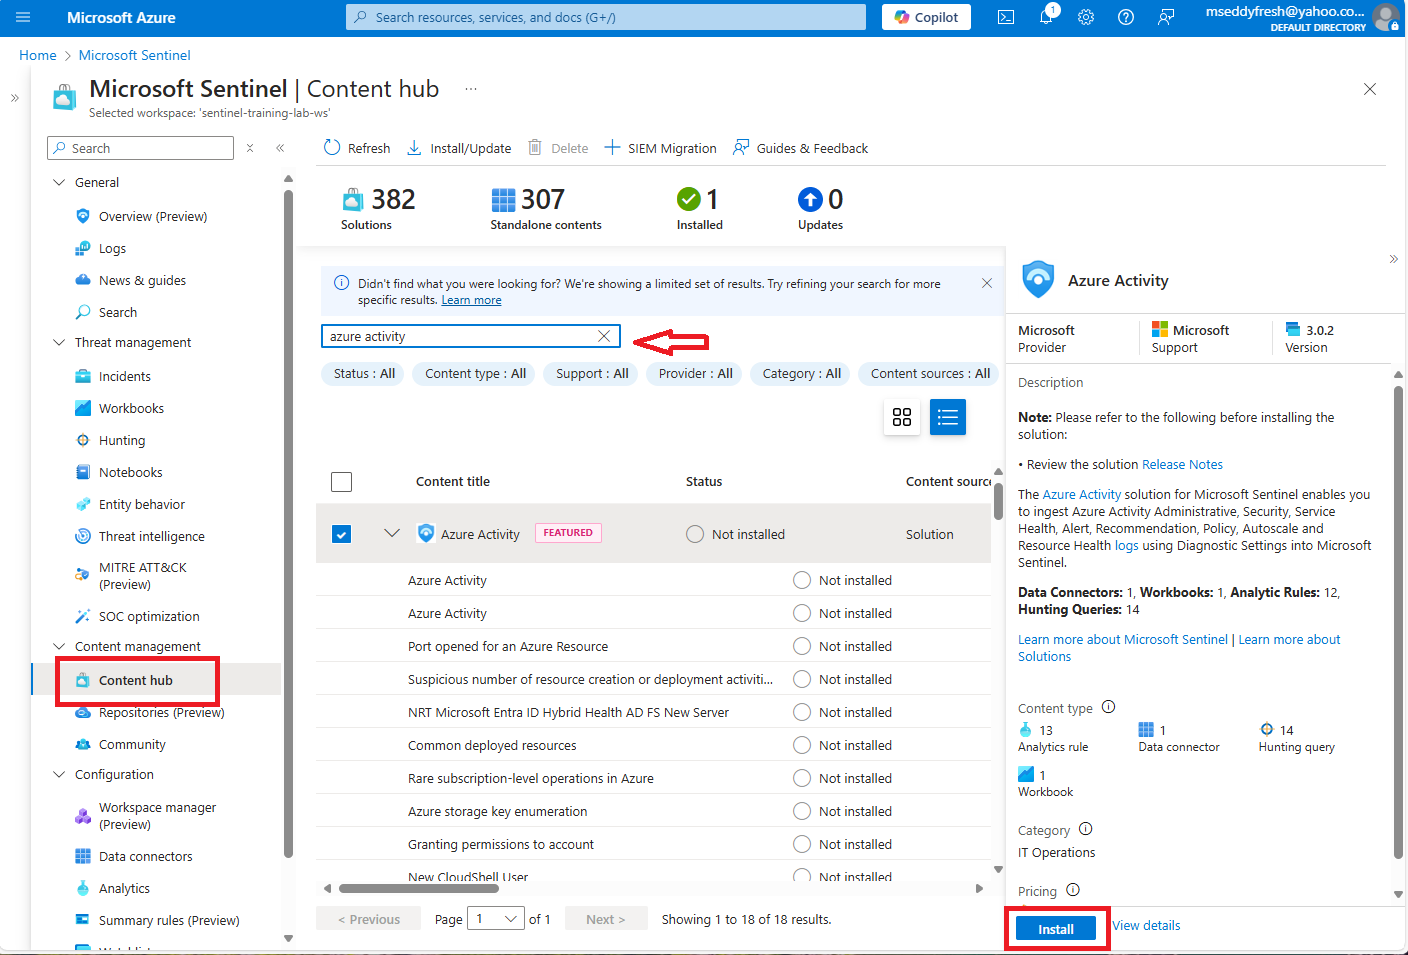 Microsoft Azure
Search resources, services, and docs (G+/)
Copilot
1
mseddyfresh@yahoo.co...
DEFAULT DIRECTORY
Home > Microsoft Sentinel
Microsoft Sentinel | Content hub ...
Selected workspace: 'sentinel-training-lab-ws'
Search
General
Overview (Preview)
Logs
News & guides
Search
Threat management
Incidents
Workbooks
Hunting
Notebooks
Entity behavior
Threat intelligence
MITRE ATT&CK
(Preview)
SOC optimization
Content management
Content hub
Repositories (Preview)
Community
Configuration
Workspace manager
(Preview)
Data connectors
Analytics
Summary rules (Preview)
Refresh
Install/Update
Delete
SIEM Migration
Guides & Feedback
382
Solutions
307
Standalone contents
1
Installed
0
Updates
Didn't find what you were looking for? We're showing a limited set of results. Try refining your search for more
specific results. Learn more
azure activity
Status : All
Content type : All
Support : All
Provider : All
Category : All
Content sources : All
Content title
Status
Content source
Azure Activity FEATURED Not installed Solution
Azure Activity Not installed
Azure Activity Not installed
Port opened for an Azure Resource Not installed
Suspicious number of resource creation or deployment activiti... Not installed
NRT Microsoft Entra ID Hybrid Health AD FS New Server Not installed
Common deployed resources Not installed
Rare subscription-level operations in Azure Not installed
Azure storage key enumeration Not installed
Granting permissions to account Not installed
New CloudShell User Not installed
< Previous
Page 1 of 1
Next >
Showing 1 to 18 of 18 results.
Azure Activity
Microsoft
Provider
Microsoft
Support
3.0.2
Version
Description
Note: Please refer to the following before installing the
solution:
• Review the solution Release Notes
The Azure Activity solution for Microsoft Sentinel enables you
to ingest Azure Activity Administrative, Security, Service
Health, Alert, Recommendation, Policy, Autoscale and
Resource Health logs using Diagnostic Settings into Microsoft
Sentinel.
Data Connectors: 1, Workbooks: 1, Analytic Rules: 12,
Hunting Queries: 14
Learn more about Microsoft Sentinel | Learn more about
Solutions
Content type
13
Analytics rule
1
Data connector
14
Hunting query
1
Workbook
Category
IT Operations
Pricing
Install
View details